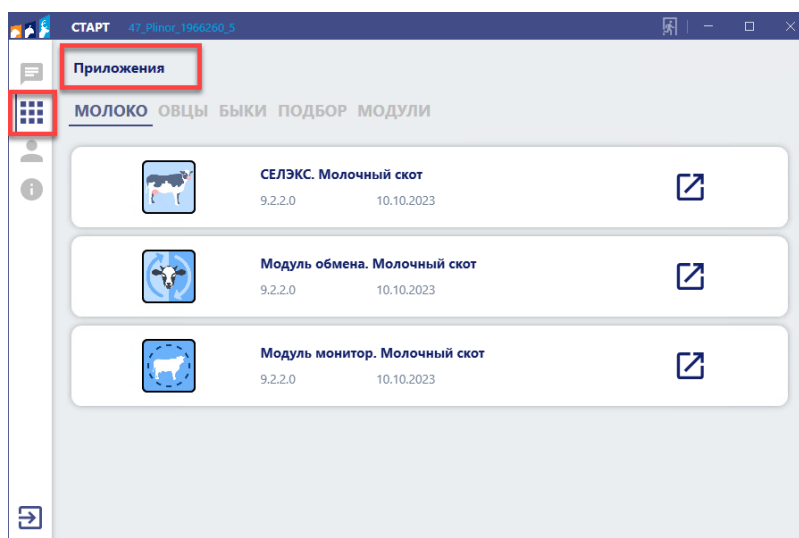 СТАРТ 47_Plinor_1966260_5
Приложения
МОЛОКО ОВЦЫ БЫКИ ПОДБОР МОДУЛИ
СЕЛЭКС. Молочный скот
9.2.2.0 10.10.2023
Модуль обмена. Молочный скот
9.2.2.0 10.10.2023
Модуль монитор. Молочный скот
9.2.2.0 10.10.2023